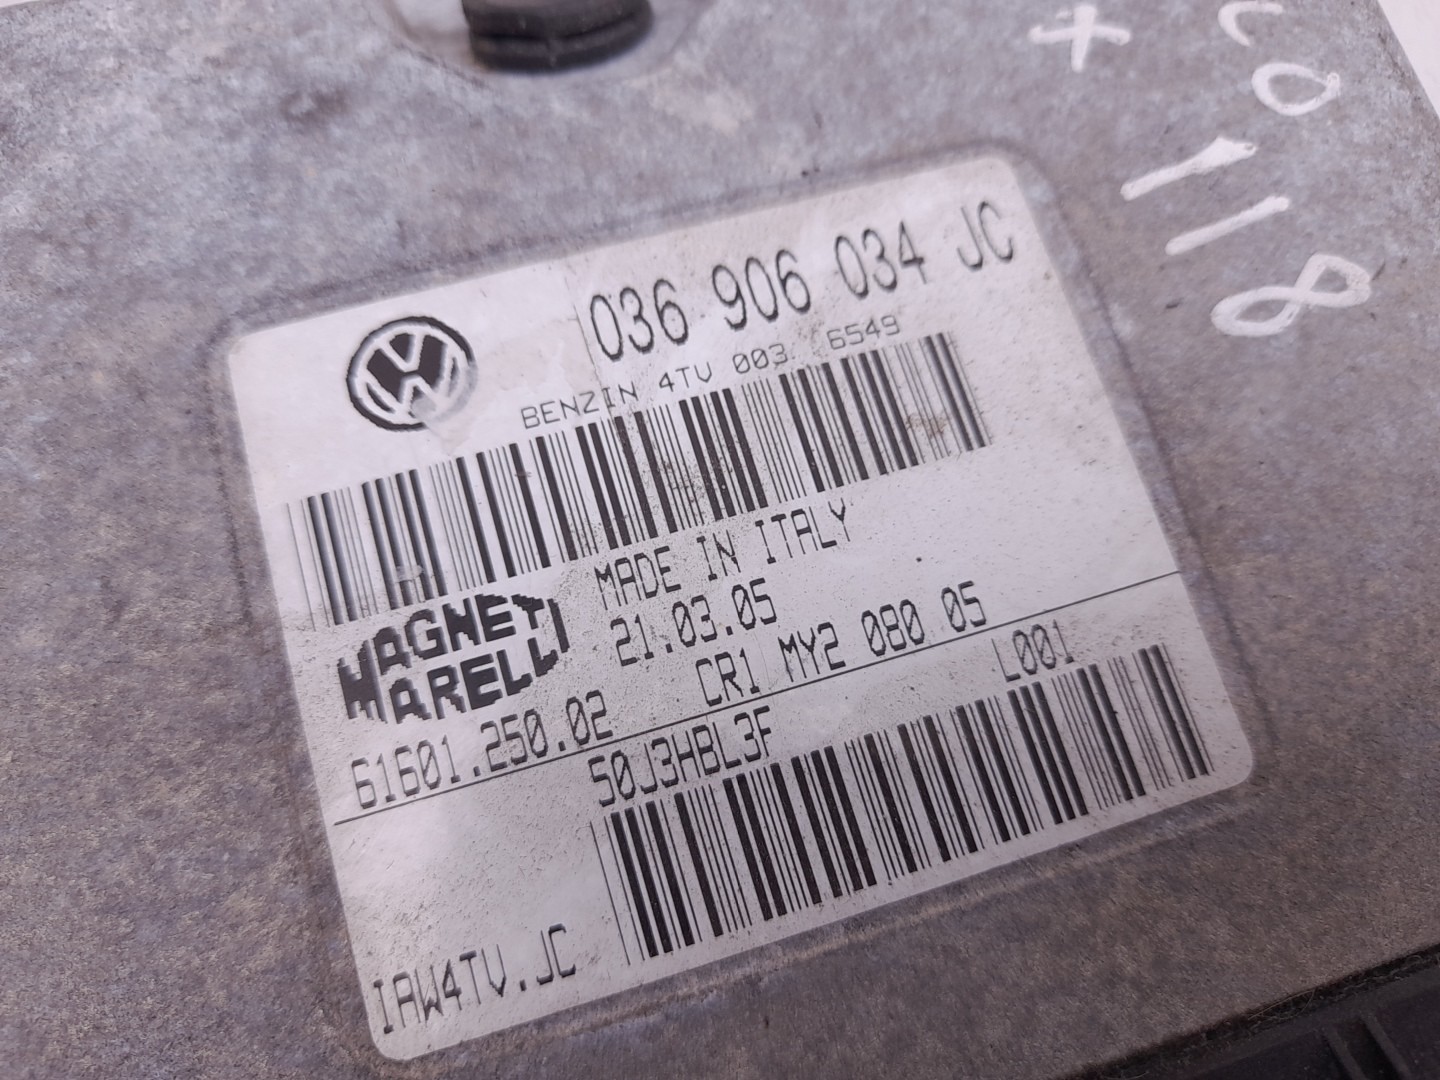 x
20118
036 906 034 JC
BENZIN 4TV 003 6549
MADE IN ITALY
MAGNETI MARELLI
21.03.05
61601.250.02 CR1 MY2 080 05
50J3HBL3F L001
IAW4TV.JC